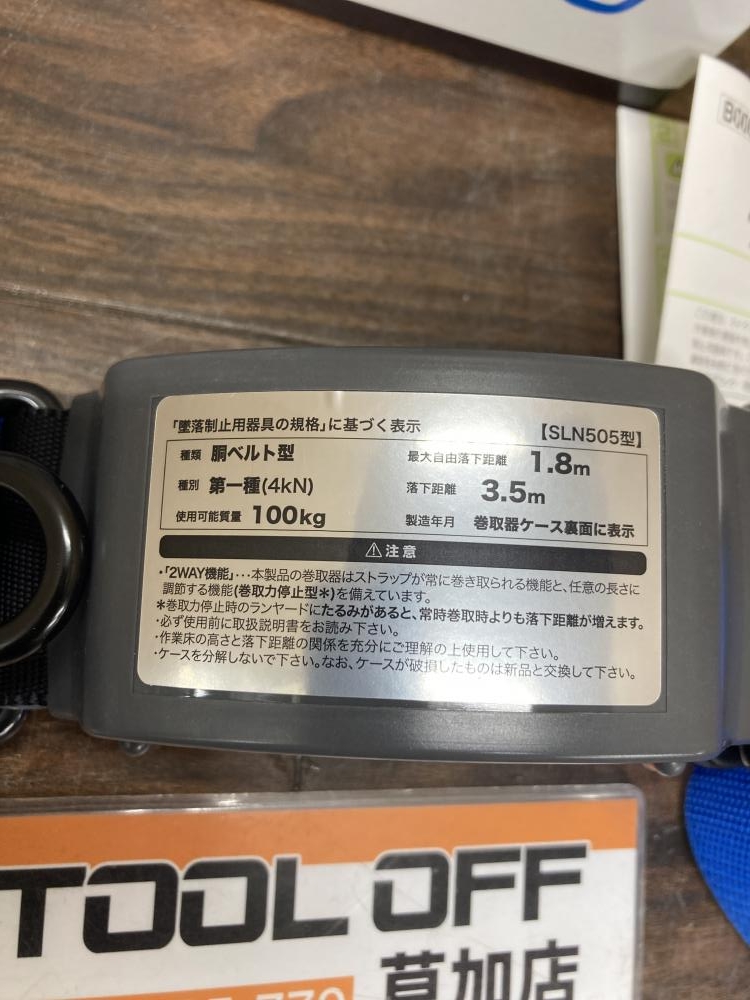 「墜落制止用器具の規格」に基づく表示 【SLN505型】
種類 胴ベルト型 最大自由落下距離 1.8m
種別 第一種(4kN) 落下距離 3.5m
使用可能質量 100kg 製造年月 巻取器ケース裏面に表示
⚠注意
・「2WAY機能」･･･本製品の巻取器はストラップが常に巻き取られる機能と、任意の長さに
調節する機能(巻取力停止型＊)を備えています。
＊巻取力停止時のランヤードにたるみがあると、常時巻取時よりも落下距離が増えます。
・必ず使用前に取扱説明書をお読み下さい。
・作業床の高さと落下距離の関係を充分にご理解の上使用して下さい。
・ケースを分解しないで下さい。なお、ケースが破損したものは新品と交換して下さい。
TOOL OFF
草加店